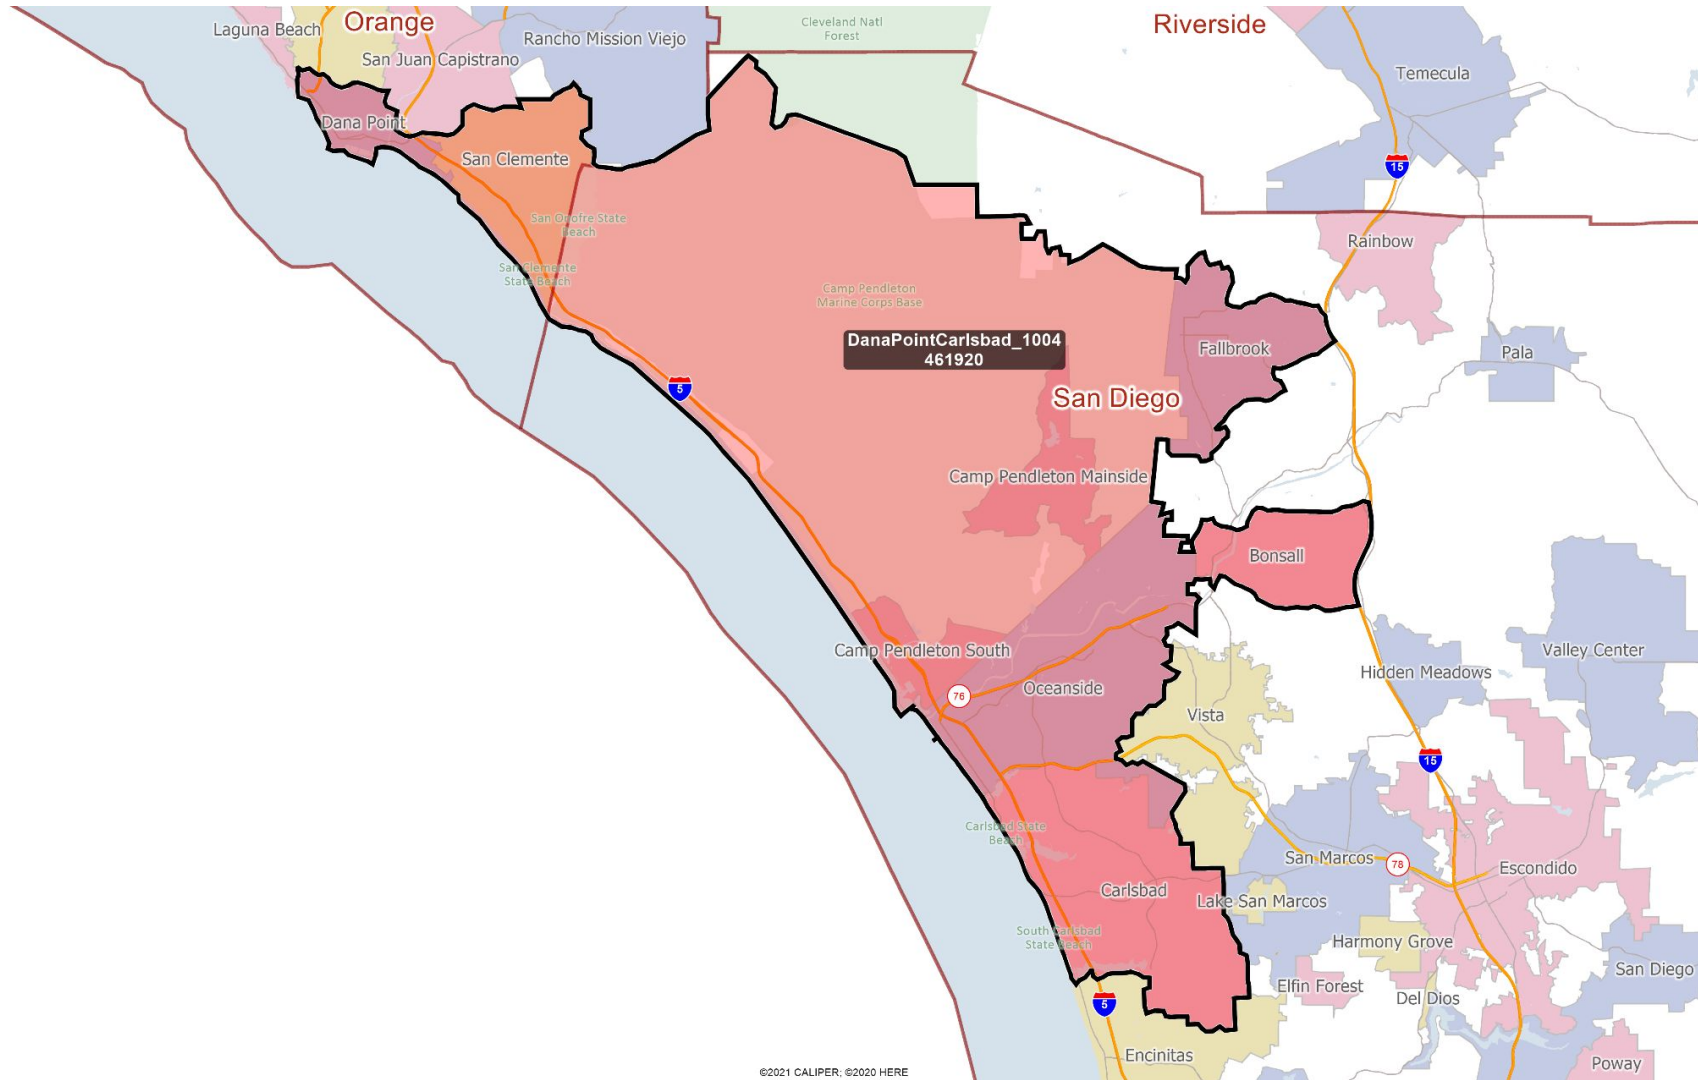 Orange
Laguna Beach
San Juan Capistrano
Rancho Mission Viejo
Cleveland Natl
Forest
Riverside
Temecula
Dana Point
San Clemente
15
San Onofre State
Beach
San Clemente
State Beach
Rainbow
Camp Pendleton
Marine Corps Base
DanaPointCarlsbad_1004
461920
Fallbrook
Pala
5
San Diego
Camp Pendleton Mainside
Bonsall
Camp Pendleton South
Oceanside
76
Vista
Hidden Meadows
Valley Center
15
Carlsbad State
Beach
San Marcos
78
Escondido
Carlsbad
Lake San Marcos
South Carlsbad
State Beach
Harmony Grove
San Diego
Elfin Forest
Del Dios
5
Encinitas
Poway
©2021 CALIPER; ©2020 HERE